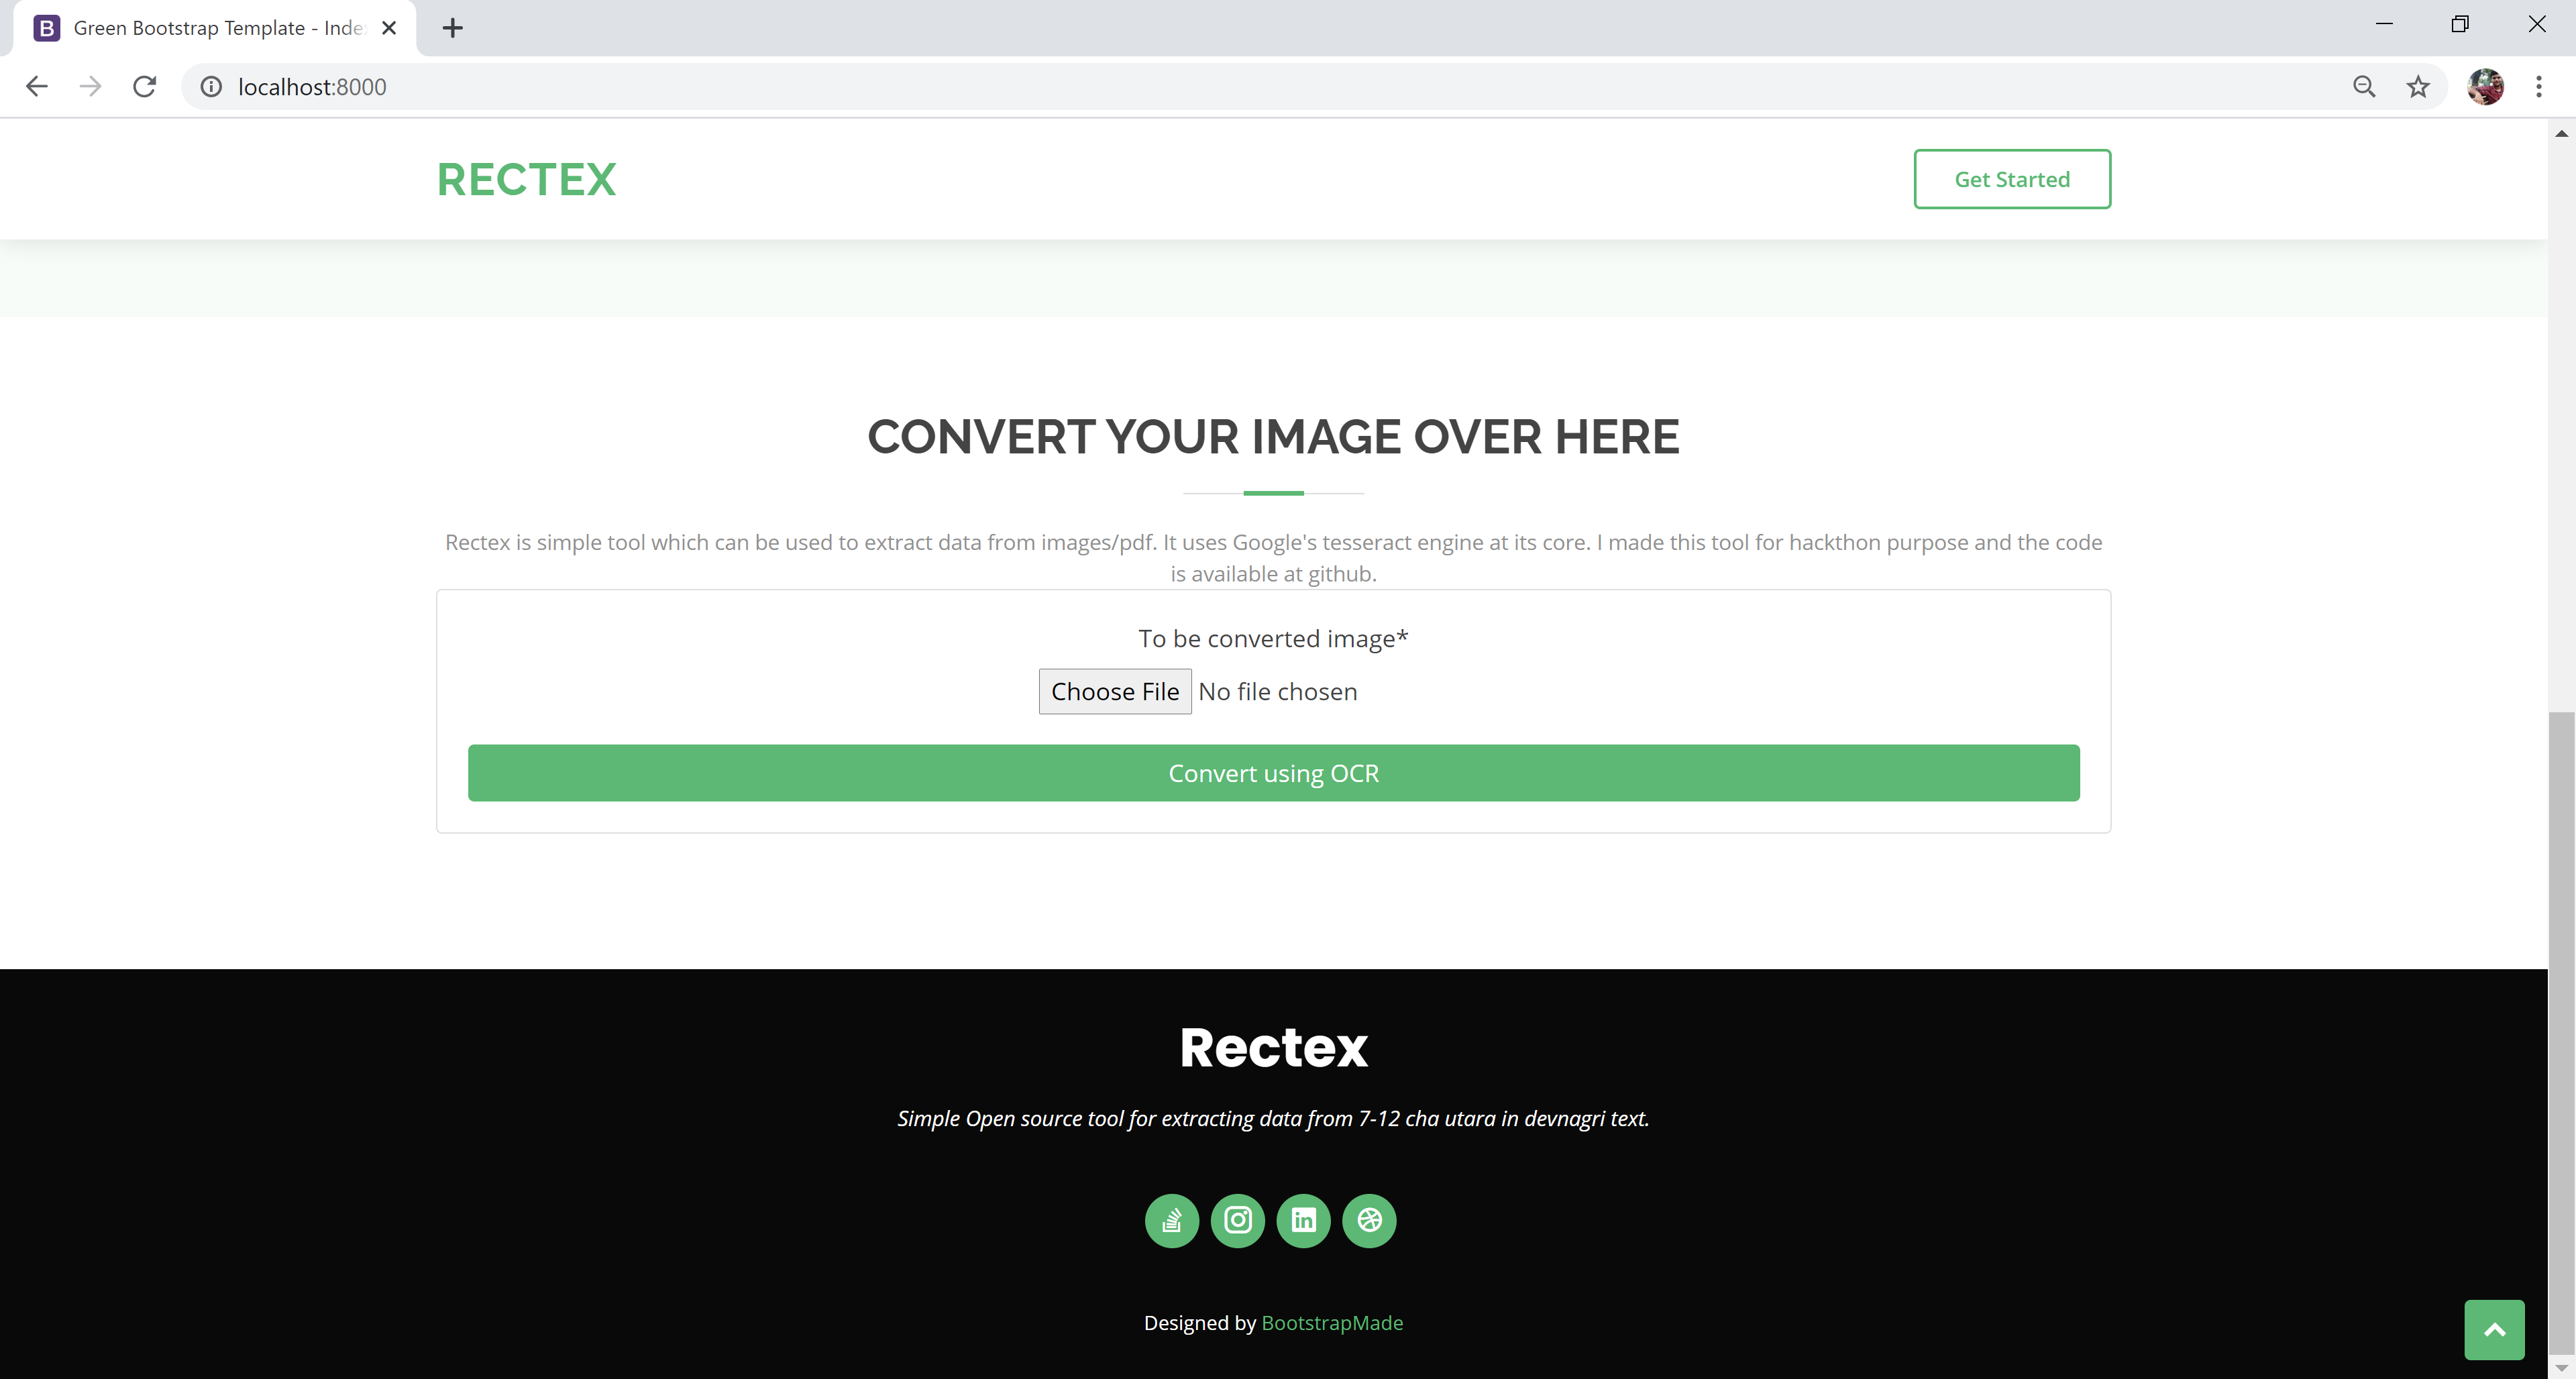 Green Bootstrap Template - Inde
localhost:8000
RECTEX
Get Started
CONVERT YOUR IMAGE OVER HERE
Rectex is simple tool which can be used to extract data from images/pdf. It uses Google's tesseract engine at its core. I made this tool for hackthon purpose and the code
is available at github.
To be converted image*
Choose File No file chosen
Convert using OCR
Rectex
Simple Open source tool for extracting data from 7-12 cha utara in devnagri text.
Designed by BootstrapMade